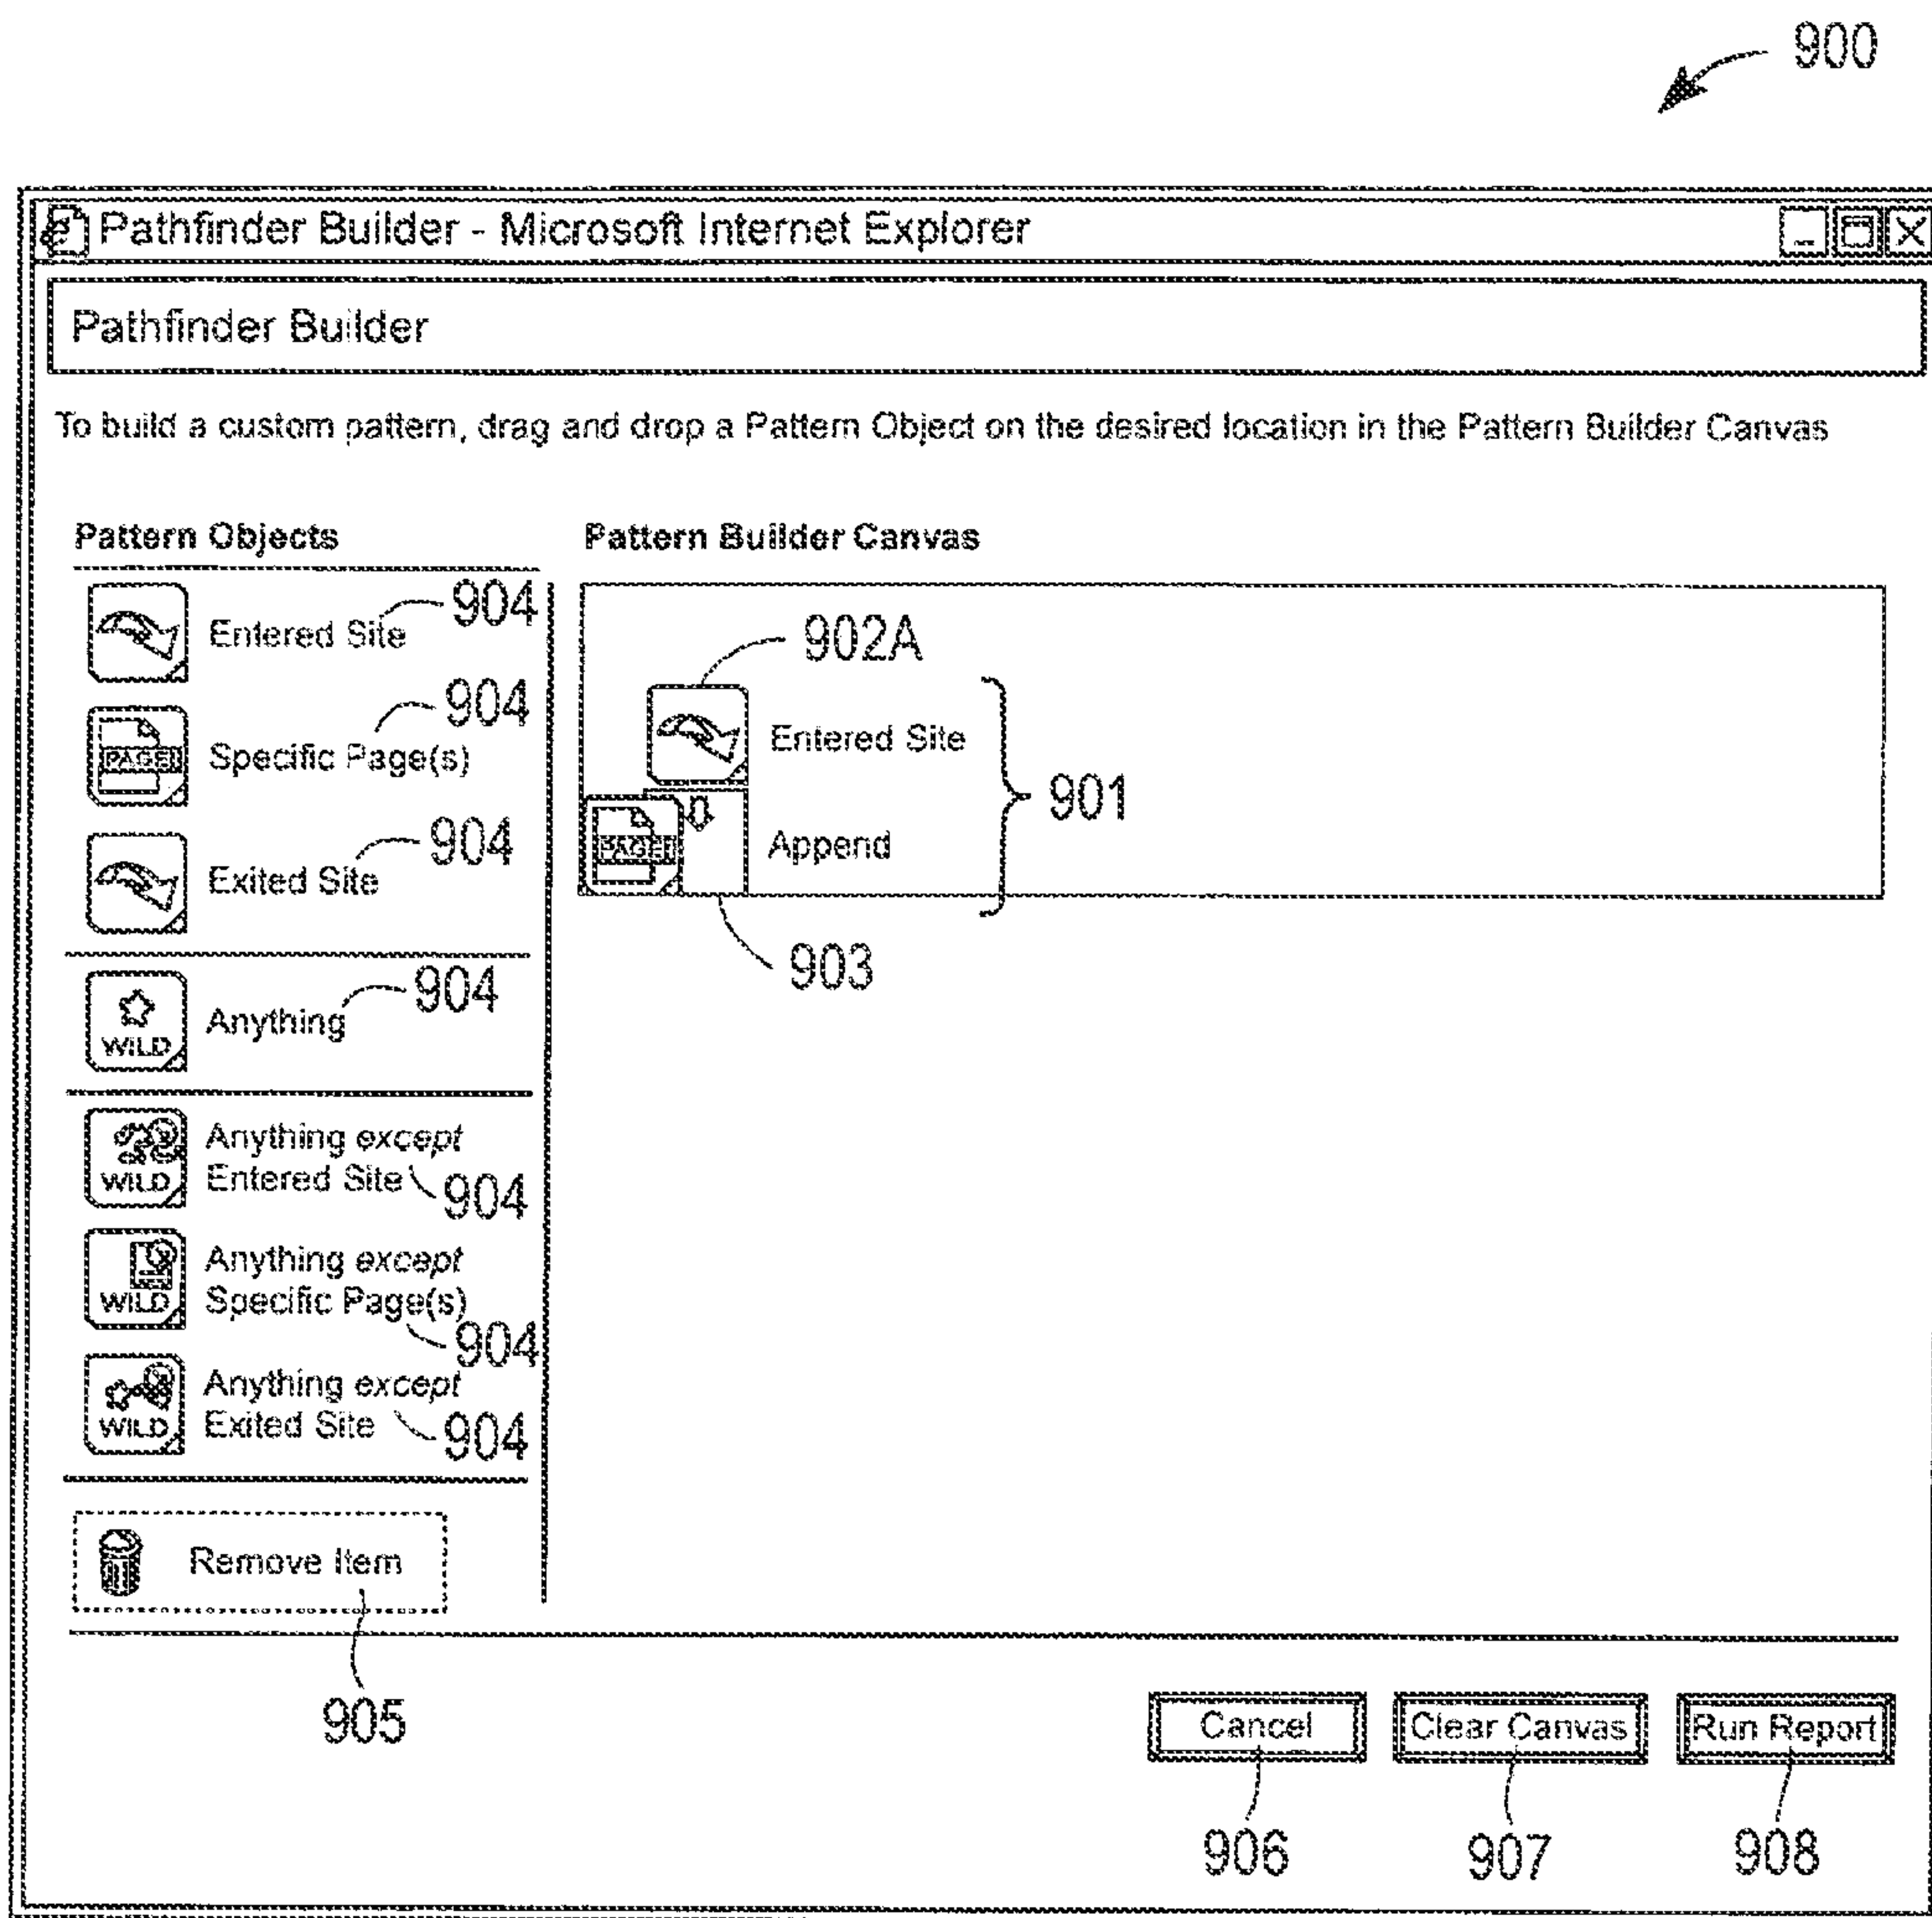 900
Pathfinder Builder - Microsoft Internet Explorer
Pathfinder Builder
To build a custom pattern, drag and drop a Pattern Object on the desired location in the Pattern Builder Canvas
Pattern Objects
Entered Site 904
PAGE Specific Page(s) 904
Exited Site 904
WILD Anything 904
WILD Anything except
Entered Site 904
WILD Anything except
Specific Page(s) 904
WILD Anything except
Exited Site 904
Remove Item
905
Pattern Builder Canvas
902A
Entered Site
901
PAGE Append
903
Cancel Clear Canvas Run Report
906 907 908